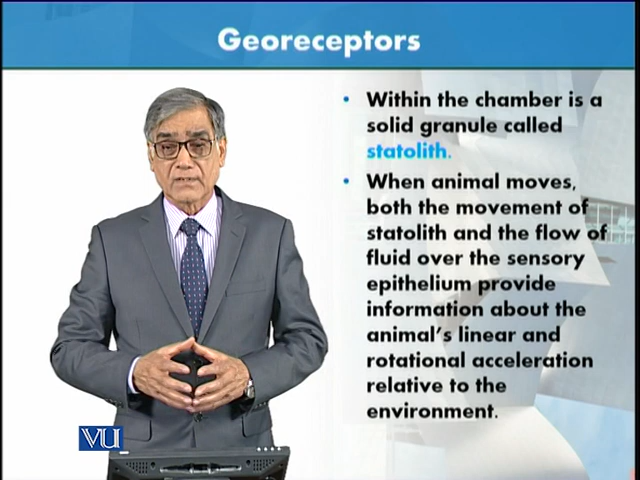 Georeceptors
• Within the chamber is a
solid granule called
statolith.
• When animal moves,
both the movement of
statolith and the flow of
fluid over the sensory
epithelium provide
information about the
animal's linear and
rotational acceleration
relative to the
environment.
VU